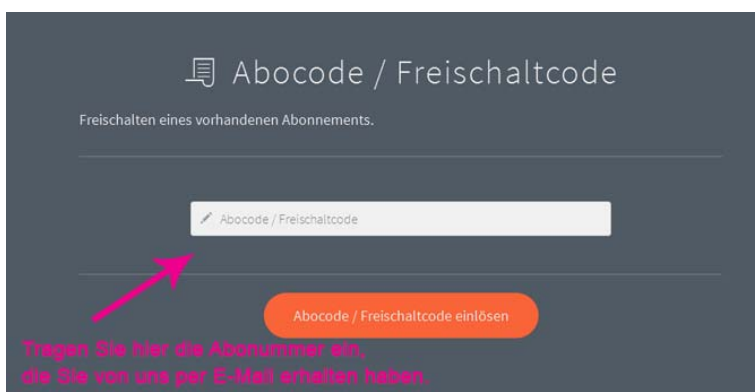 Abocode / Freischaltcode
Freischalten eines vorhandenen Abonnements.
Abocode / Freischaltcode
Abocode / Freischaltcode einlösen
Tragen Sie hier die Abonummer ein,
die Sie von uns per E-Mail erhalten haben.